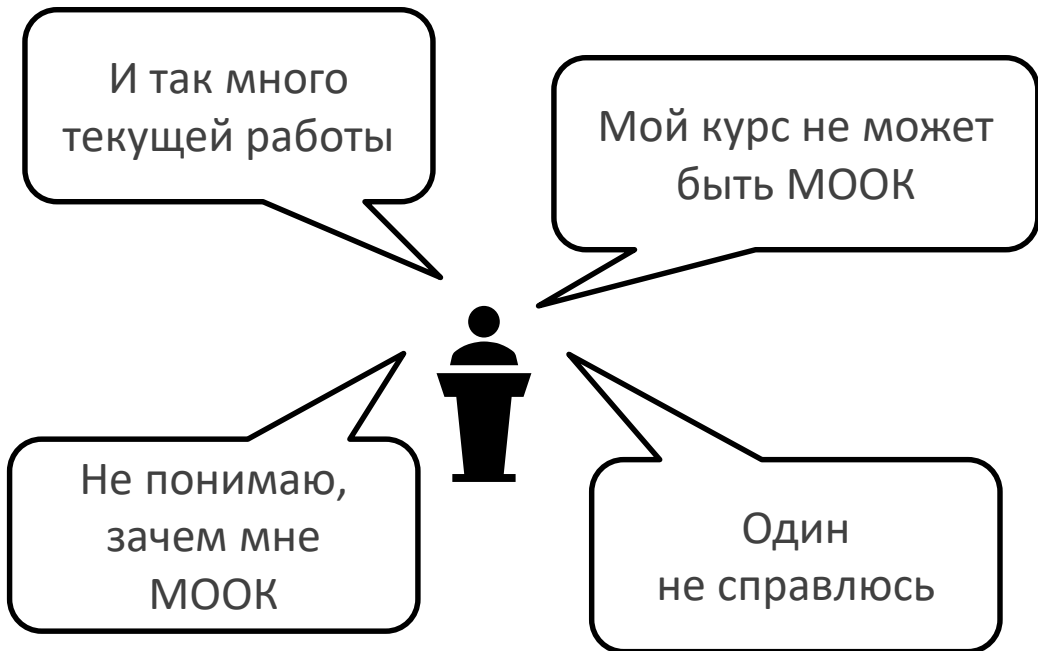 И так много
текущей работы
Мой курс не может
быть МООК
Не понимаю,
зачем мне
МООК
Один
не справлюсь